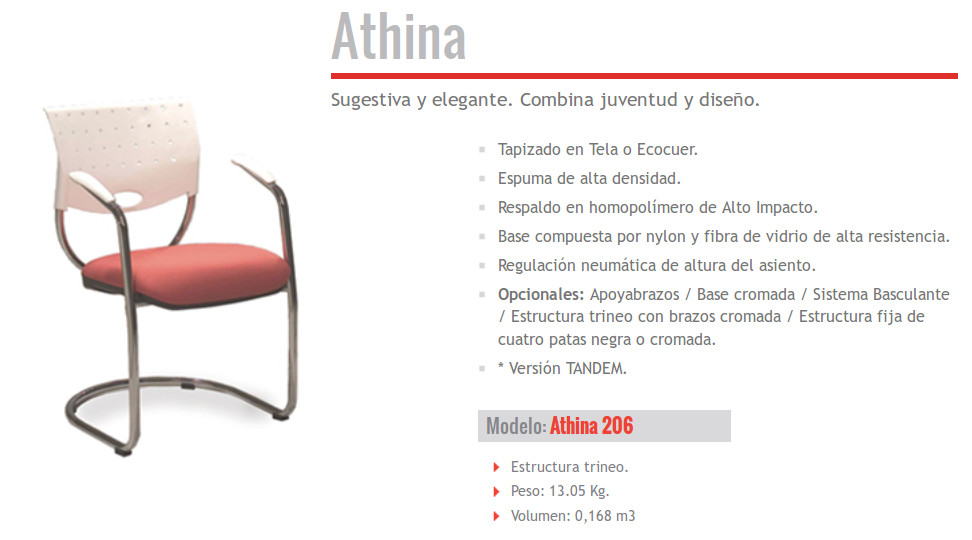 Athina
Sugestiva y elegante. Combina juventud y diseño.
Tapizado en Tela o Ecocuer.
Espuma de alta densidad.
Respaldo en homopolímero de Alto Impacto.
Base compuesta por nylon y fibra de vidrio de alta resistencia.
Regulación neumática de altura del asiento.
Opcionales: Apoyabrazos / Base cromada / Sistema Basculante
/ Estructura trineo con brazos cromada / Estructura fija de
cuatro patas negra o cromada.
* Versión TANDEM.
Modelo: Athina 206
Estructura trineo.
Peso: 13.05 Kg.
Volumen: 0,168 m3